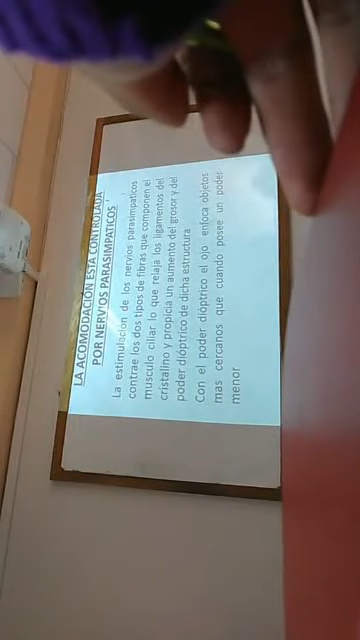 LA ACOMODACIÓN ESTA CONTROLADA
POR NERVIOS PARASIMPATICOS
La estimulación de los nervios parasimpaticos
contrae los dos tipos de fibras que componen el
musculo ciliar lo que relaja los ligamentos del
cristalino y propicia un aumento del grosor y del
poder dióptrico de dicha estructura
Con el poder dióptrico el ojo enfoca objetos
mas cercanos que cuando posee un poder
menor